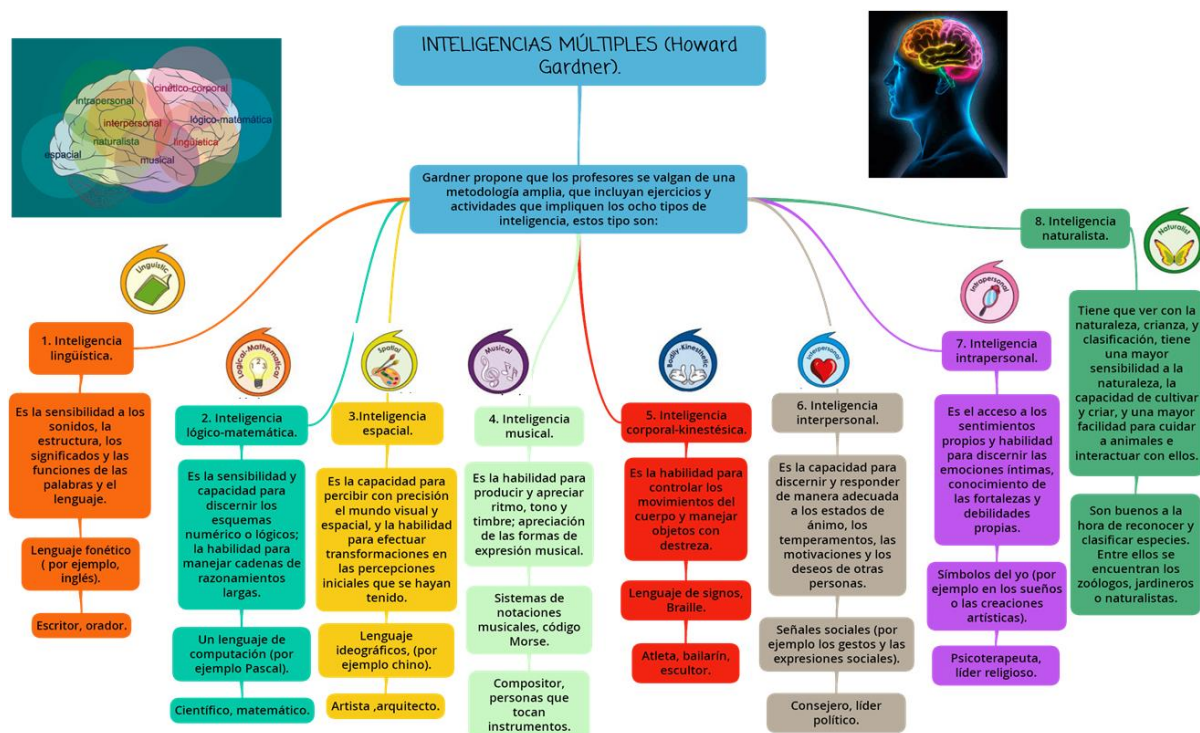 INTELIGENCIAS MÚLTIPLES (Howard
Gardner).
cinético-corporal
intrapersonal
interpersonal
lógico-matemática
naturalista
lingüística
espacial
musical
Gardner propone que los profesores se valgan de una
metodología amplia, que incluyan ejercicios y
actividades que impliquen los ocho tipos de
inteligencia, estos tipo son:
Linguistic
1. Inteligencia
lingüística.
Es la sensibilidad a los
sonidos, la
estructura, los
significados y las
funciones de las
palabras y el
lenguaje.
Lenguaje fonético
( por ejemplo,
inglés).
Escritor, orador.
Logical-Mathematical
2. Inteligencia
lógico-matemática.
Es la sensibilidad y
capacidad para
discernir los
esquemas
numérico o lógicos;
la habilidad para
manejar cadenas de
razonamientos
largas.
Un lenguaje de
computación (por
ejemplo Pascal).
Científico, matemático.
Spatial
3.Inteligencia
espacial.
Es la capacidad para
percibir con precisión
el mundo visual y
espacial, y la habilidad
para efectuar
transformaciones en
las percepciones
iniciales que se hayan
tenido.
Lenguaje
ideográficos, (por
ejemplo chino).
Artista ,arquitecto.
Musical
4. Inteligencia
musical.
Es la habilidad para
producir y apreciar
ritmo, tono y
timbre; apreciación
de las formas de
expresión musical.
Sistemas de
notaciones
musicales, código
Morse.
Compositor,
personas que
tocan
instrumentos.
Bodily-Kinesthetic
5. Inteligencia
corporal-kinestésica.
Es la habilidad para
controlar los
movimientos del
cuerpo y manejar
objetos con
destreza.
Lenguaje de signos,
Braille.
Atleta, bailarín,
escultor.
Interpersonal
6. Inteligencia
interpersonal.
Es la capacidad para
discernir y responder
de manera adecuada
a los estados de
ánimo, los
temperamentos, las
motivaciones y los
deseos de otras
personas.
Señales sociales (por
ejemplo los gestos y las
expresiones sociales).
Consejero, líder
político.
Intrapersonal
7. Inteligencia
intrapersonal.
Es el acceso a los
sentimientos
propios y habilidad
para discernir las
emociones íntimas,
conocimiento de
las fortalezas y
debilidades
propias.
Símbolos del yo (por
ejemplo en los sueños
o las creaciones
artísticas).
Psicoterapeuta,
líder religioso.
Naturalist
8. Inteligencia
naturalista.
Tiene que ver con la
naturaleza, crianza, y
clasificación, tiene
una mayor
sensibilidad a la
naturaleza, la
capacidad de cultivar
y criar, y una mayor
facilidad para cuidar
a animales e
interactuar con ellos.
Son buenos a la
hora de reconocer y
clasificar especies.
Entre ellos se
encuentran los
zoólogos, jardineros
o naturalistas.